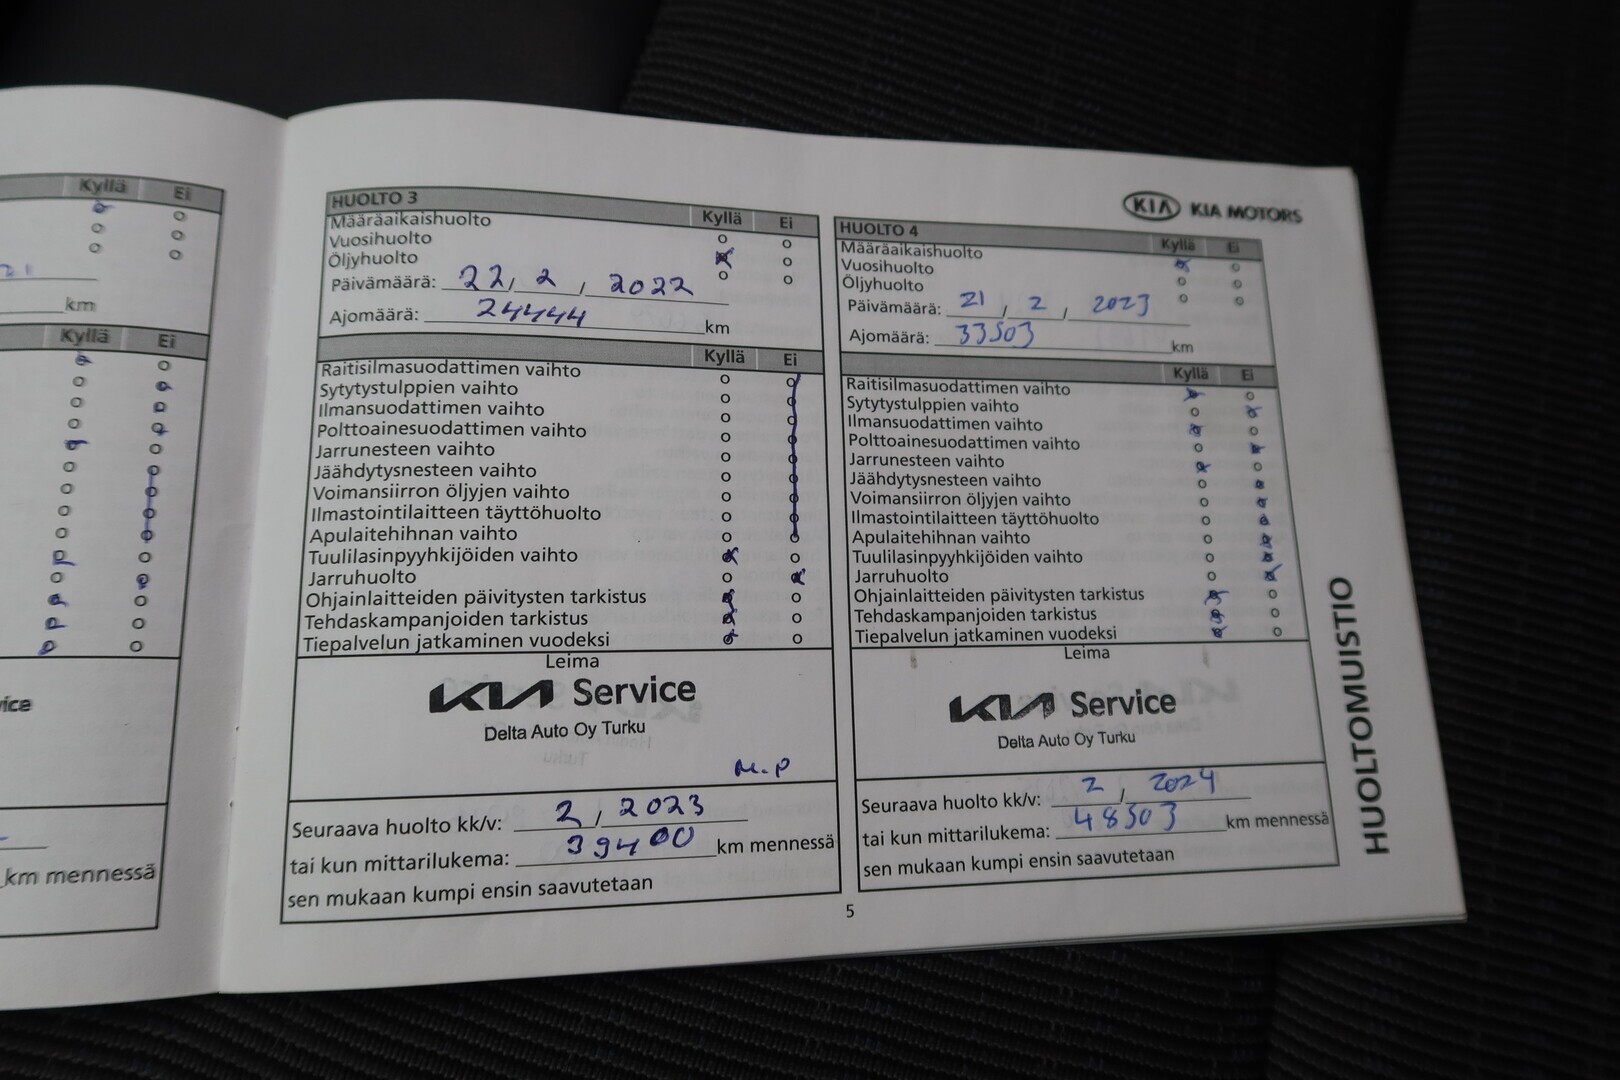 Kyllä Ei
21
km
Kyllä Ei
km mennessä
HUOLTO 3
Kyllä Ei
Määräaikaishuolto
Vuosihuolto
Öljyhuolto
Päivämäärä: 22, 2, 2022
Ajomäärä: 24444 km
Kyllä Ei
Raitisilmasuodattimen vaihto
Sytytystulppien vaihto
Ilmansuodattimen vaihto
Polttoainesuodattimen vaihto
Jarrunesteen vaihto
Jäähdytysnesteen vaihto
Voimansiirron öljyjen vaihto
Ilmastointilaitteen täyttöhuolto
Apulaitehihnan vaihto
Tuulilasinpyyhkijöiden vaihto
Jarruhuolto
Ohjainlaitteiden päivitysten tarkistus
Tehdaskampanjoiden tarkistus
Tiepalvelun jatkaminen vuodeksi
Leima
KIA Service
Delta Auto Oy Turku
M.P
Seuraava huolto kk/v: 2, 2023
tai kun mittarilukema: 39400 km mennessä
sen mukaan kumpi ensin saavutetaan
KIA KIA MOTORS
HUOLTO 4
Kyllä Ei
Määräaikaishuolto
Vuosihuolto
Öljyhuolto
Päivämäärä: 21, 2, 2023
Ajomäärä: 33503 km
Kyllä Ei
Raitisilmasuodattimen vaihto
Sytytystulppien vaihto
Ilmansuodattimen vaihto
Polttoainesuodattimen vaihto
Jarrunesteen vaihto
Jäähdytysnesteen vaihto
Voimansiirron öljyjen vaihto
Ilmastointilaitteen täyttöhuolto
Apulaitehihnan vaihto
Tuulilasinpyyhkijöiden vaihto
Jarruhuolto
Ohjainlaitteiden päivitysten tarkistus
Tehdaskampanjoiden tarkistus
Tiepalvelun jatkaminen vuodeksi
Leima
KIA Service
Delta Auto Oy Turku
Seuraava huolto kk/v: 2, 2024
tai kun mittarilukema: 48503 km mennessä
sen mukaan kumpi ensin saavutetaan
HUOLTOMUISTIO
5